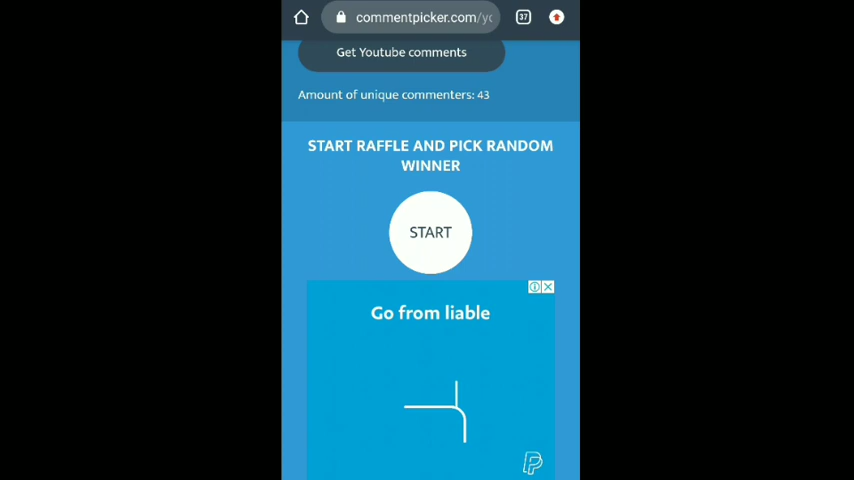 37
commentpicker.com/yo
Get Youtube comments
Amount of unique commenters: 43
START RAFFLE AND PICK RANDOM
WINNER
START
Go from liable